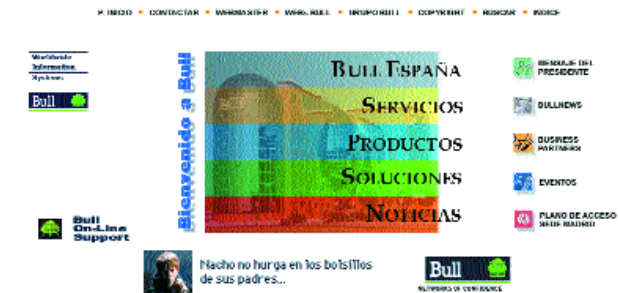 P. INICIO CONTACTAR WEBMASTER WEBs BULL GRUPO BULL COPYRIGHT BUSCAR INDICE
Worldwide
Information
Systems
Bull
Bienvenido a Bull
BULL ESPAÑA
SERVICIOS
PRODUCTOS
SOLUCIONES
NOTICIAS
MENSAJE DEL
PRESIDENTE
BULLNEWS
BUSINESS
PARTNERS
EVENTOS
PLANO DE ACCESO
SEDE MADRID
Bull
On-Line
Support
Nacho no hurga en los bolsillos
de sus padres...
Bull
NETWORKS OF CONFIDENCE